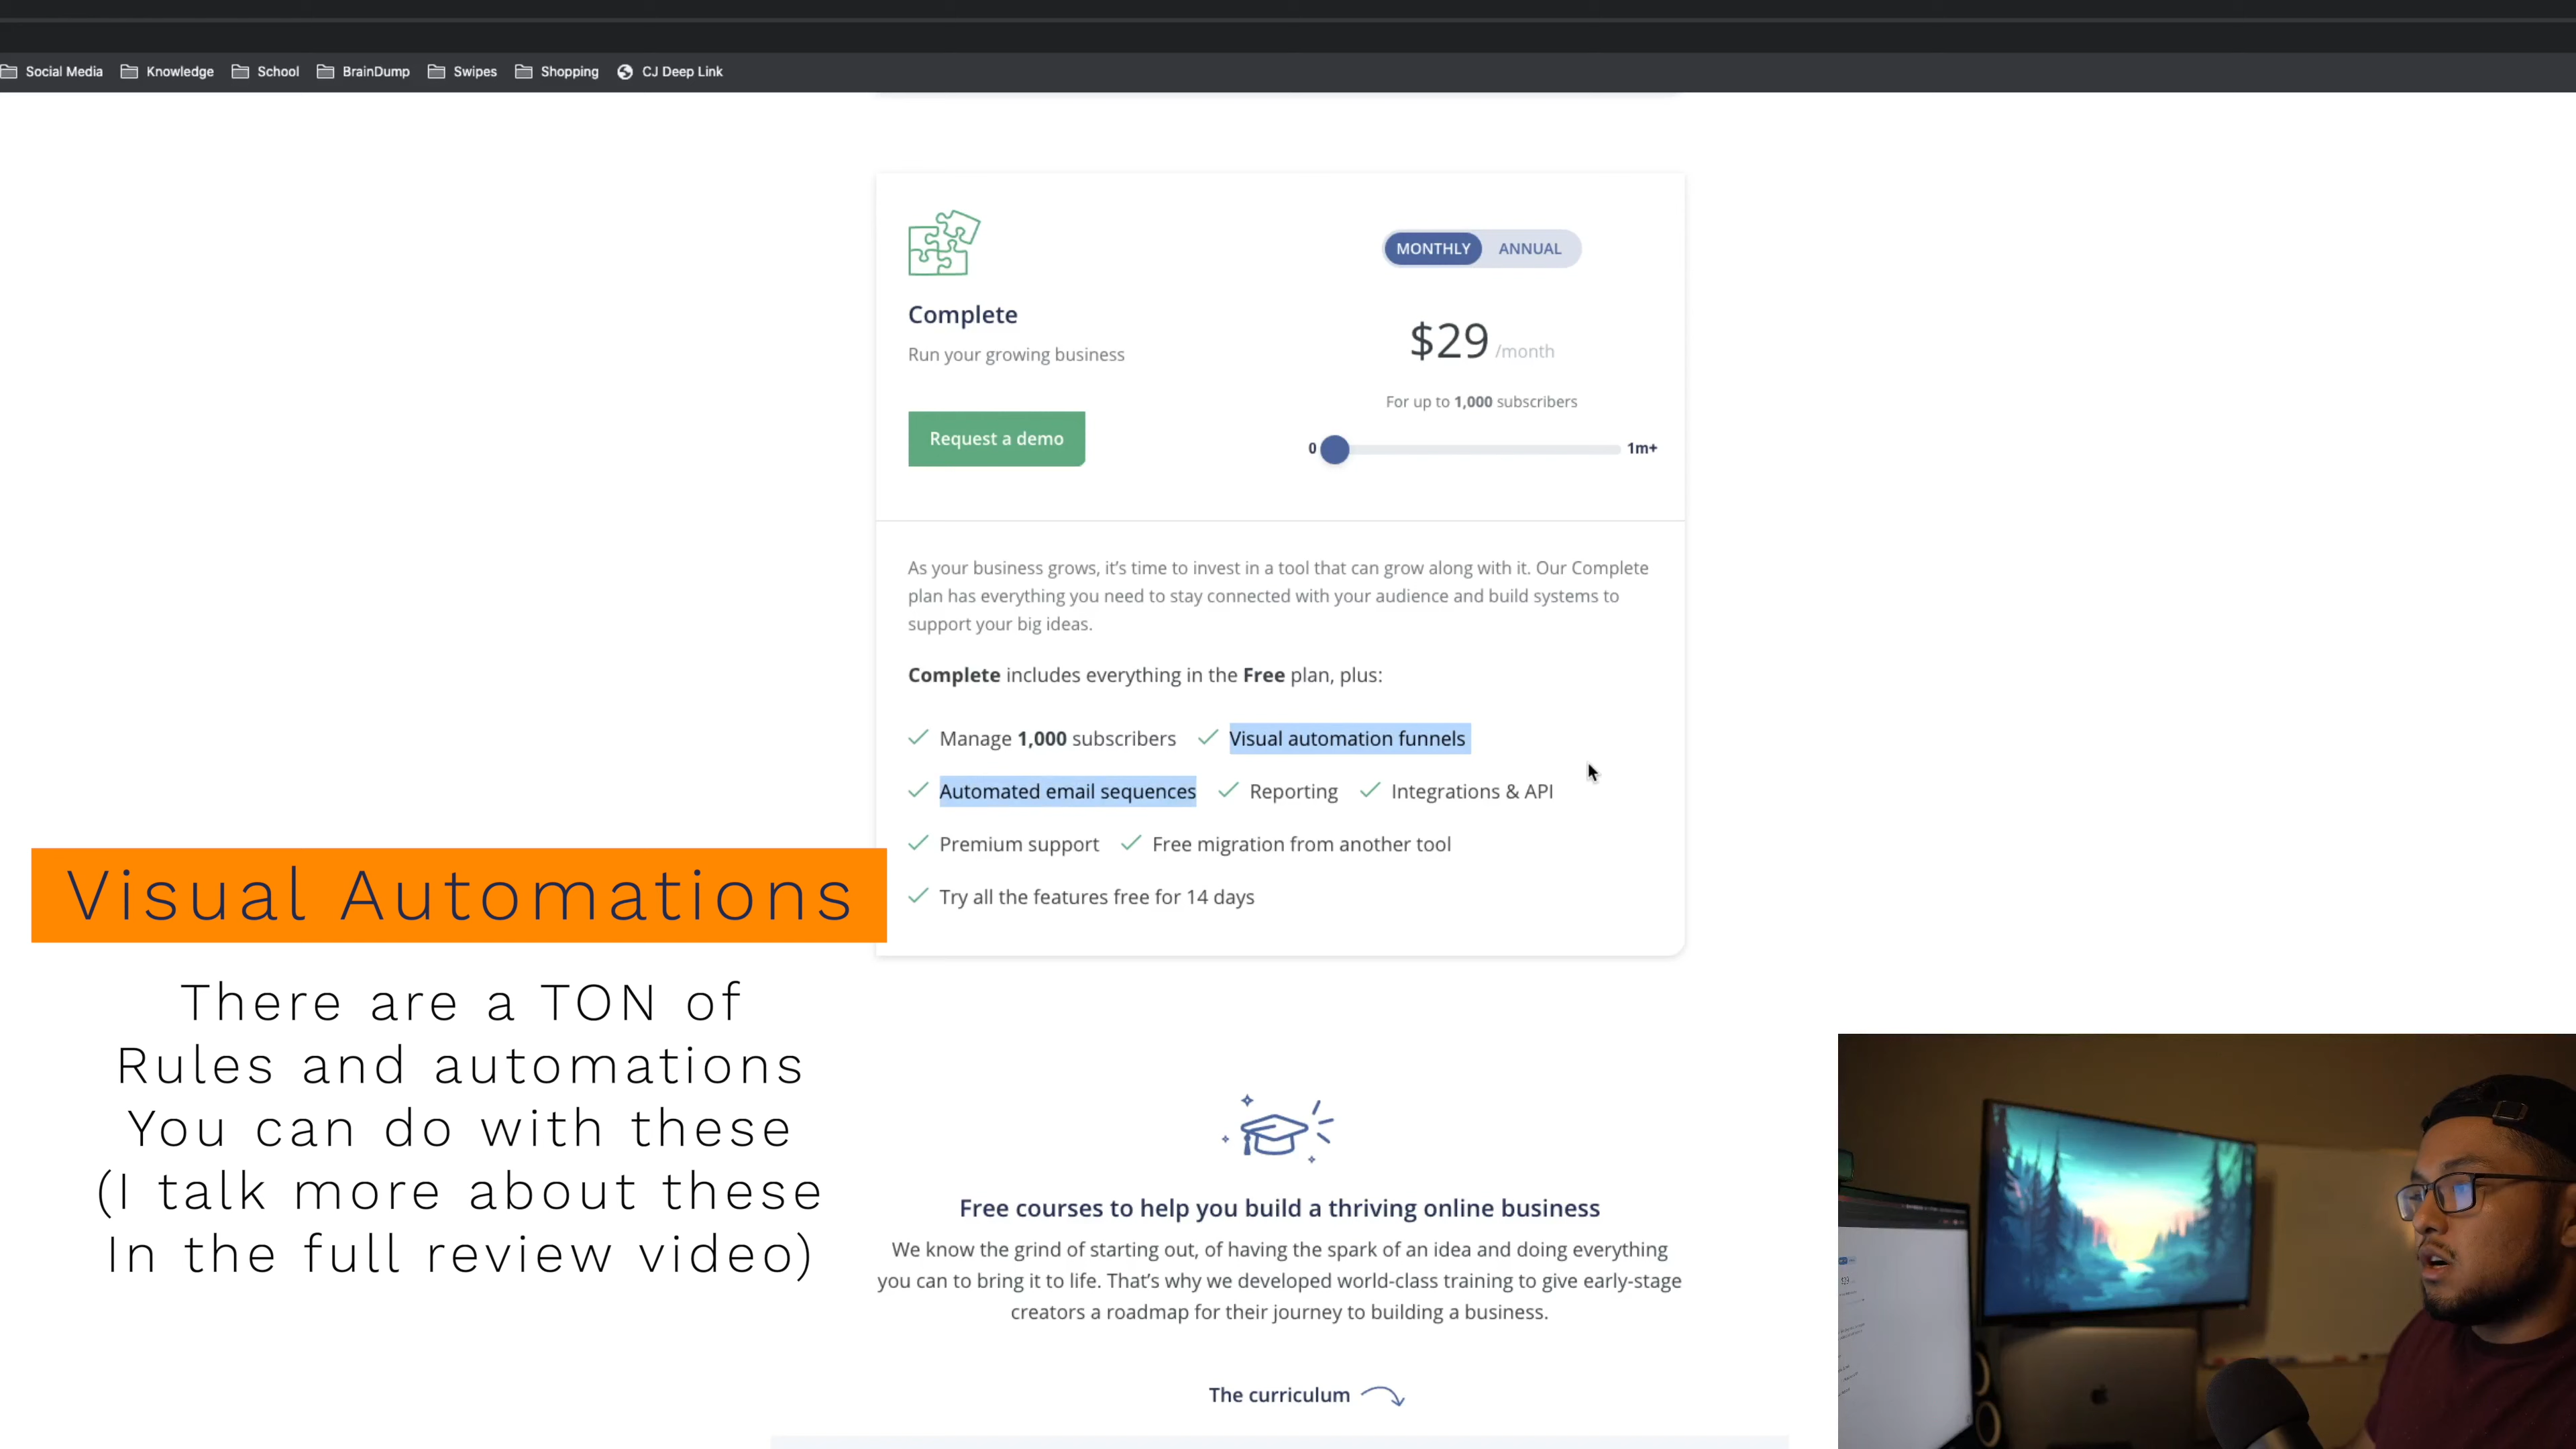 Social Media Knowledge School BrainDump Swipes Shopping CJ Deep Link
MONTHLY ANNUAL
Complete
Run your growing business
$29 /month
For up to 1,000 subscribers
Request a demo
0 1m+
As your business grows, it's time to invest in a tool that can grow along with it. Our Complete
plan has everything you need to stay connected with your audience and build systems to
support your big ideas.
Complete includes everything in the Free plan, plus:
Manage 1,000 subscribers Visual automation funnels
Automated email sequences Reporting Integrations & API
Premium support Free migration from another tool
Try all the features free for 14 days
Visual Automations
There are a TON of
Rules and automations
You can do with these
(I talk more about these
In the full review video)
Free courses to help you build a thriving online business
We know the grind of starting out, of having the spark of an idea and doing everything
you can to bring it to life. That's why we developed world-class training to give early-stage
creators a roadmap for their journey to building a business.
The curriculum